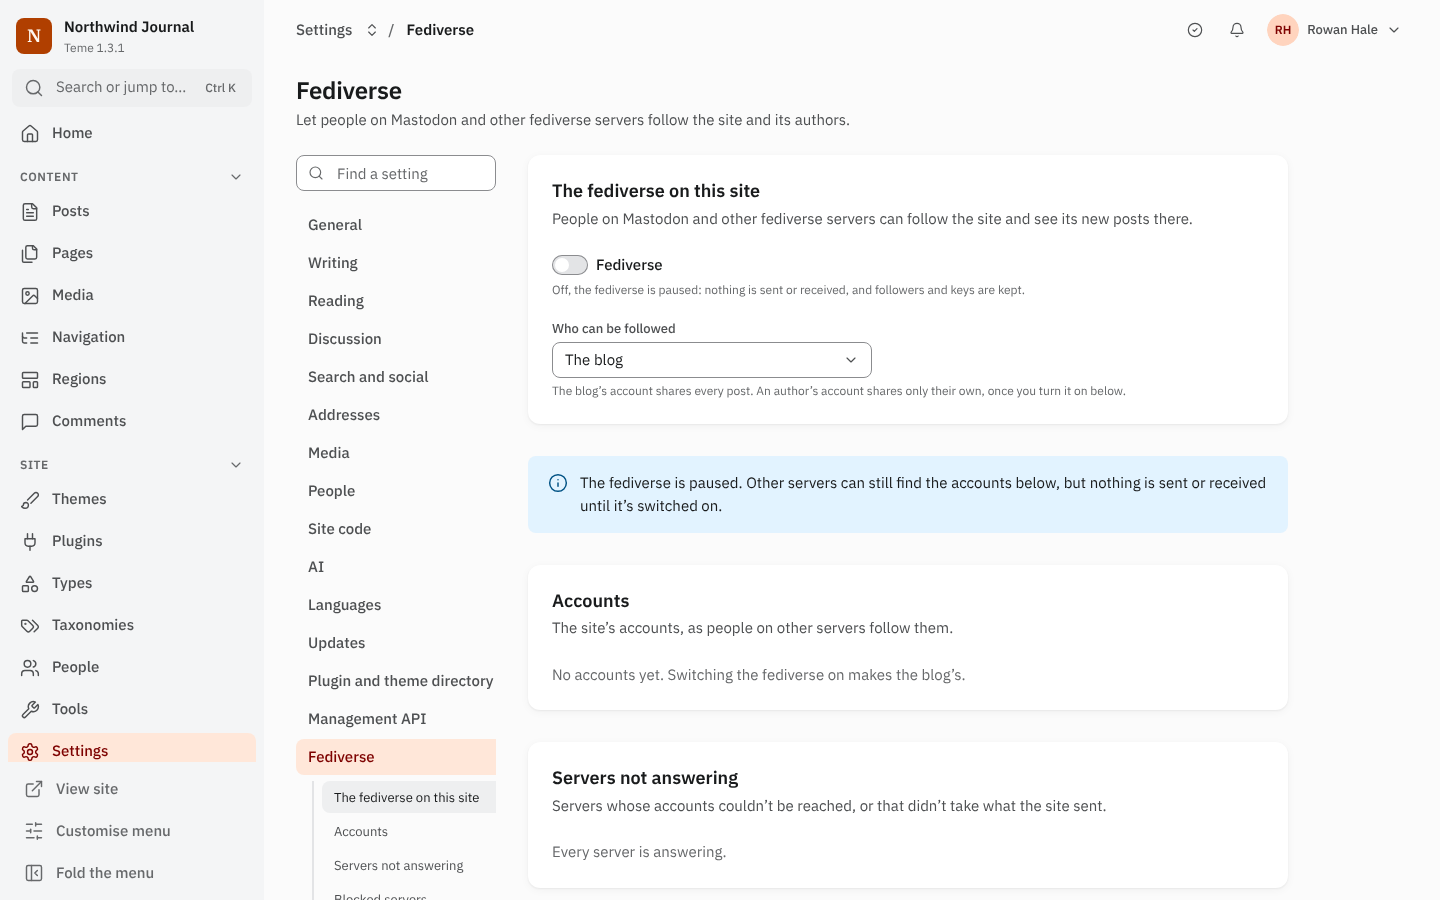 Northwind Journal
Teme 1.3.1
Search or jump to... Ctrl K
Home
CONTENT
Posts
Pages
Media
Navigation
Regions
Comments
SITE
Themes
Plugins
Types
Taxonomies
People
Tools
Settings
View site
Customise menu
Fold the menu
Settings / Fediverse
RH Rowan Hale
Fediverse
Let people on Mastodon and other fediverse servers follow the site and its authors.
Find a setting
General
Writing
Reading
Discussion
Search and social
Addresses
Media
People
Site code
AI
Languages
Updates
Plugin and theme directory
Management API
Fediverse
The fediverse on this site
Accounts
Servers not answering
Blocked servers
The fediverse on this site
People on Mastodon and other fediverse servers can follow the site and see its new posts there.
Fediverse
Off, the fediverse is paused: nothing is sent or received, and followers and keys are kept.
Who can be followed
The blog
The blog’s account shares every post. An author’s account shares only their own, once you turn it on below.
The fediverse is paused. Other servers can still find the accounts below, but nothing is sent or received
until it’s switched on.
Accounts
The site’s accounts, as people on other servers follow them.
No accounts yet. Switching the fediverse on makes the blog’s.
Servers not answering
Servers whose accounts couldn’t be reached, or that didn’t take what the site sent.
Every server is answering.